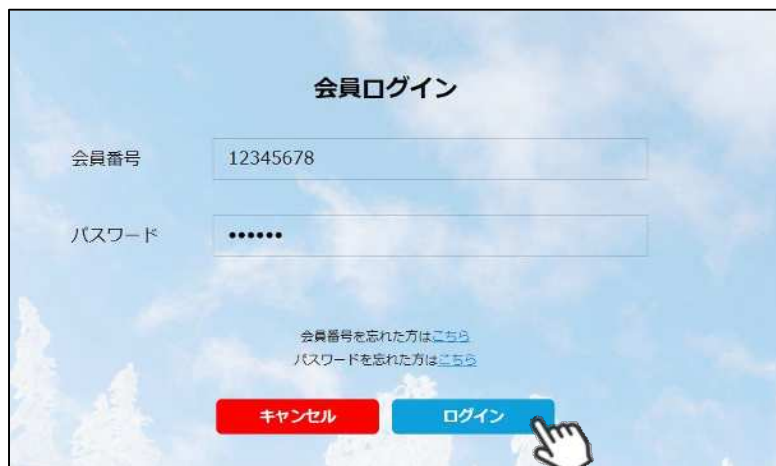 会員ログイン
会員番号 12345678
パスワード ••••••
会員番号を忘れた方はこちら
パスワードを忘れた方はこちら
キャンセル ログイン